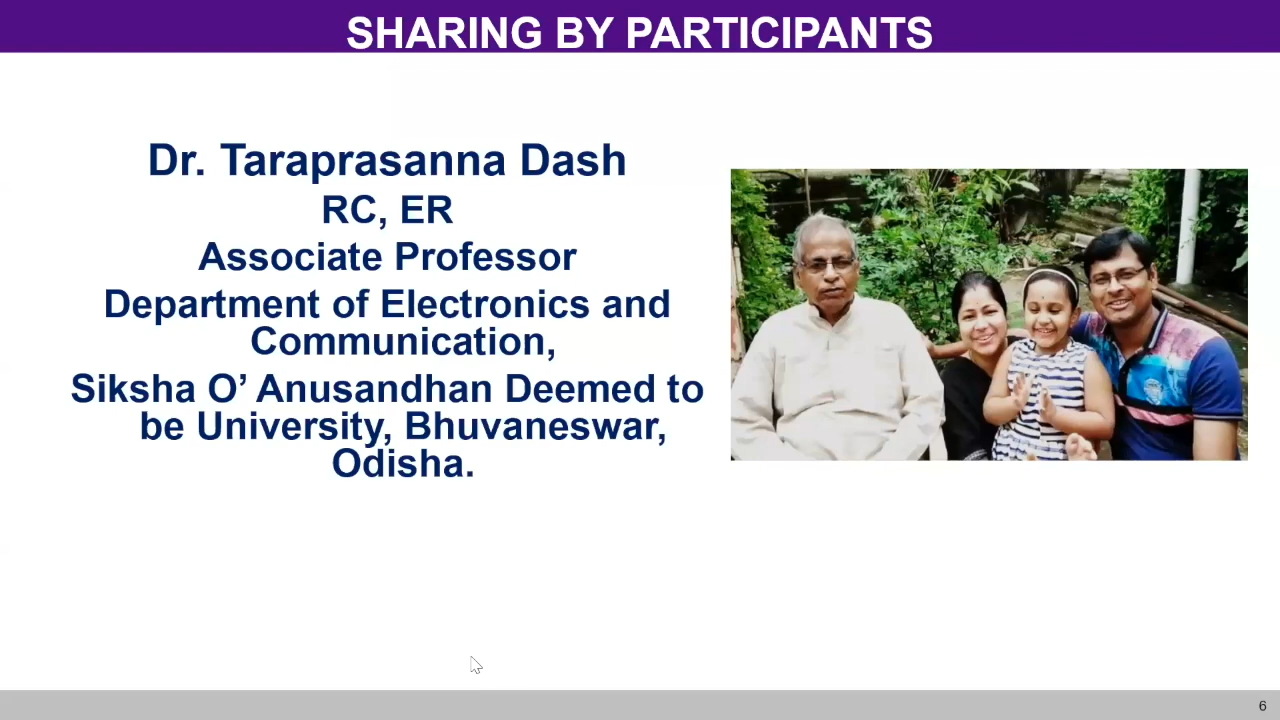 SHARING BY PARTICIPANTS
Dr. Taraprasanna Dash
RC, ER
Associate Professor
Department of Electronics and
Communication,
Siksha O’ Anusandhan Deemed to
be University, Bhuvaneswar,
Odisha.
6